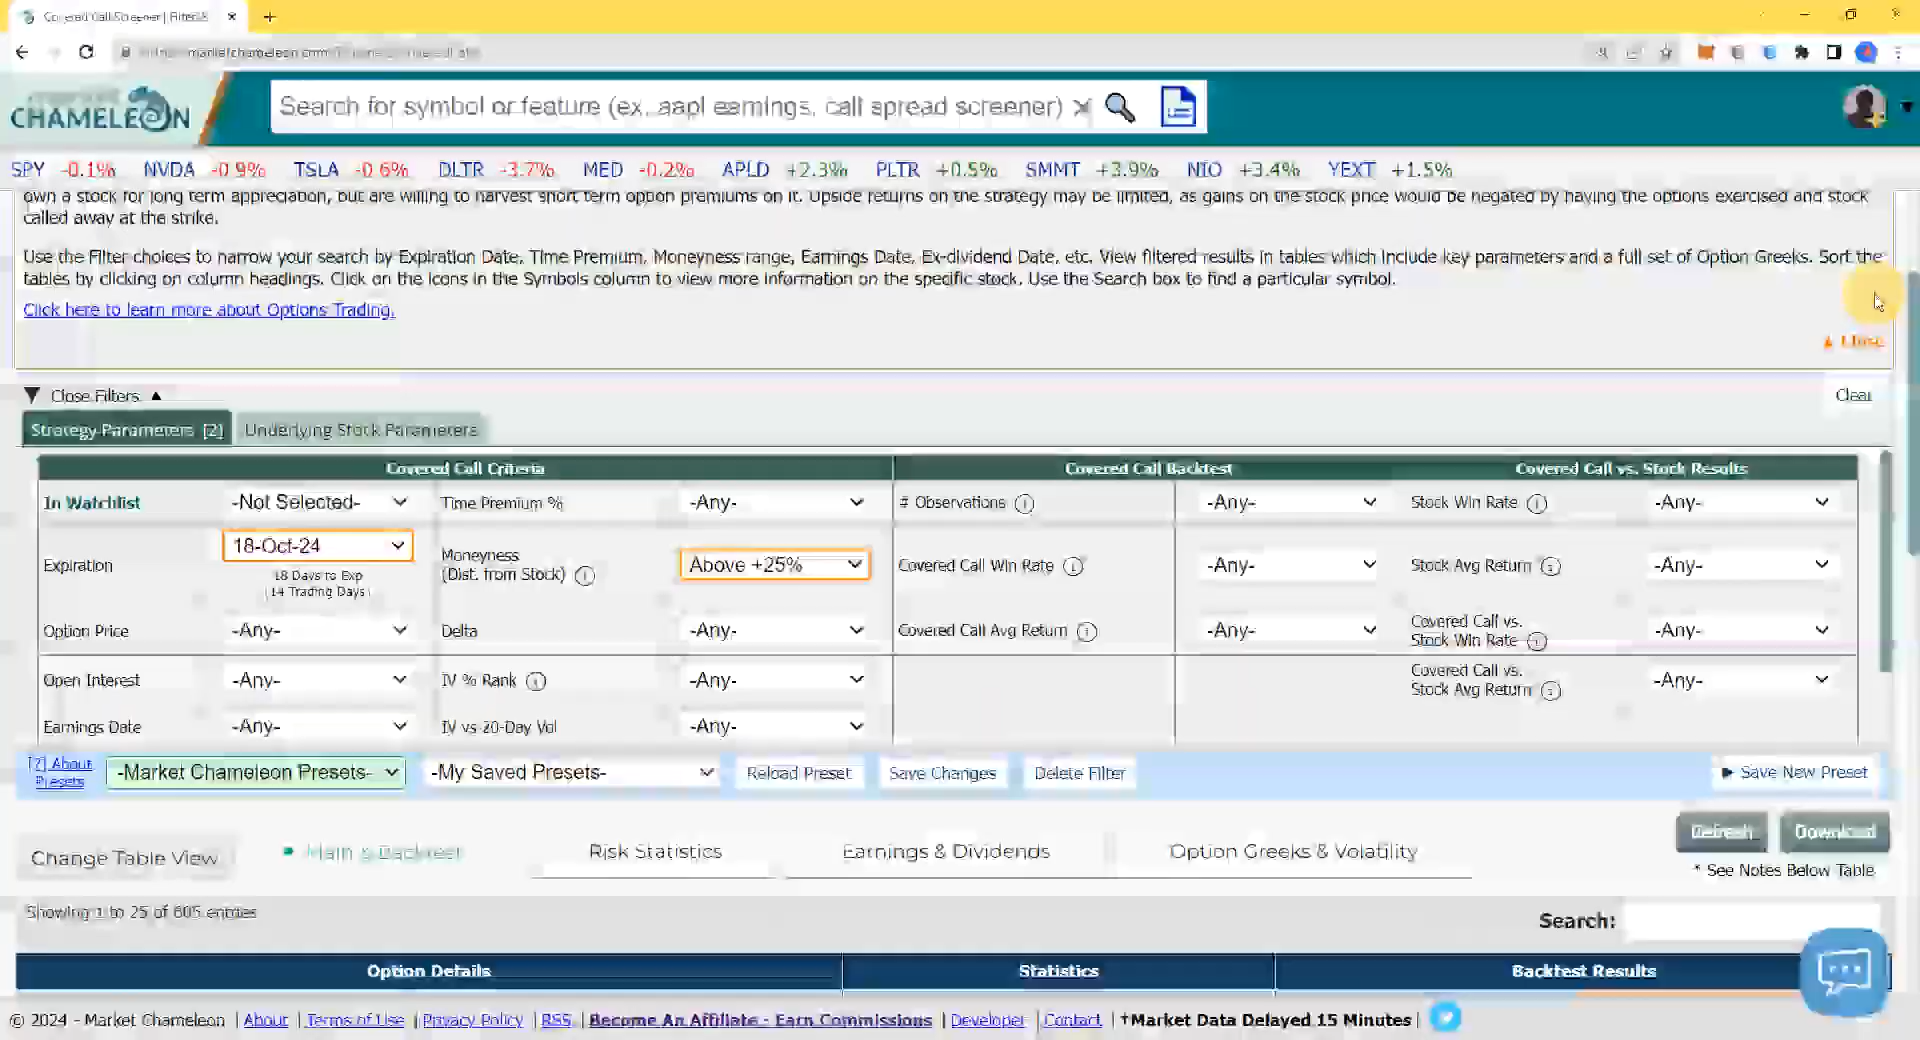 Covered Call Screener | Filter &
marketchameleon.com
CHAMELEON
Search for symbol or feature (ex. aapl earnings, call spread screener)
SPY -0.1% NVDA -0.9% TSLA -0.6% DLTR -3.7% MED -0.2% APLD +2.3% PLTR +0.5% SMMT +3.9% NIO +3.4% YEXT +1.5%
own a stock for long term appreciation, but are willing to harvest short term option premiums on it. Upside returns on the strategy may be limited, as gains on the stock price would be negated by having the options exercised and stock
called away at the strike.
Use the Filter choices to narrow your search by Expiration Date, Time Premium, Moneyness range, Earnings Date, Ex-dividend Date, etc. View filtered results in tables which include key parameters and a full set of Option Greeks. Sort the
tables by clicking on column headings. Click on the icons in the Symbols column to view more information on the specific stock. Use the Search box to find a particular symbol.
Click here to learn more about Options Trading.
▲ Close
▼ Close Filters ▲ Clear
Strategy Parameters [2] Underlying Stock Parameters
Covered Call Criteria Covered Call Backtest Covered Call vs. Stock Results
In Watchlist -Not Selected- Time Premium % -Any- # Observations -Any- Stock Win Rate -Any-
Expiration 18-Oct-24 Moneyness (Dist. from Stock) Above +25% Covered Call Win Rate -Any- Stock Avg Return -Any-
18 Days to Exp
(14 Trading Days)
Option Price -Any- Delta -Any- Covered Call Avg Return -Any- Covered Call vs. Stock Win Rate -Any-
Open Interest -Any- IV % Rank -Any- Covered Call vs. Stock Avg Return -Any-
Earnings Date -Any- IV vs 20-Day Vol -Any-
[?] About Presets -Market Chameleon Presets- -My Saved Presets- Reload Preset Save Changes Delete Filter ► Save New Preset
Change Table View Main & Backtest Risk Statistics Earnings & Dividends Option Greeks & Volatility Refresh Download
* See Notes Below Table
Showing 1 to 25 of 605 entries
Search:
Option Details Statistics Backtest Results
© 2024 - Market Chameleon | About | Terms of Use | Privacy Policy | RSS | Become An Affiliate - Earn Commissions | Developer | Contact | †Market Data Delayed 15 Minutes |